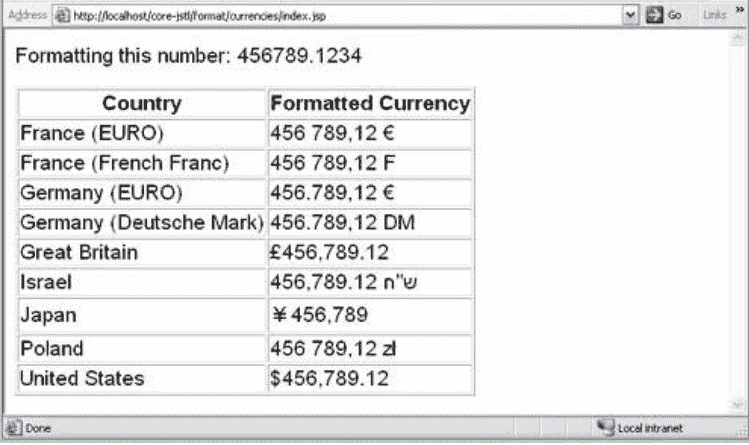 Address http://localhost/core-jstl/format/currencies/index.jsp Go Links »
Formatting this number: 456789.1234
Country Formatted Currency
France (EURO) 456 789,12 €
France (French Franc) 456 789,12 F
Germany (EURO) 456.789,12 €
Germany (Deutsche Mark) 456.789,12 DM
Great Britain £456,789.12
Israel 456,789.12 ש"ח
Japan ¥456,789
Poland 456 789,12 zł
United States $456,789.12
Done Local intranet